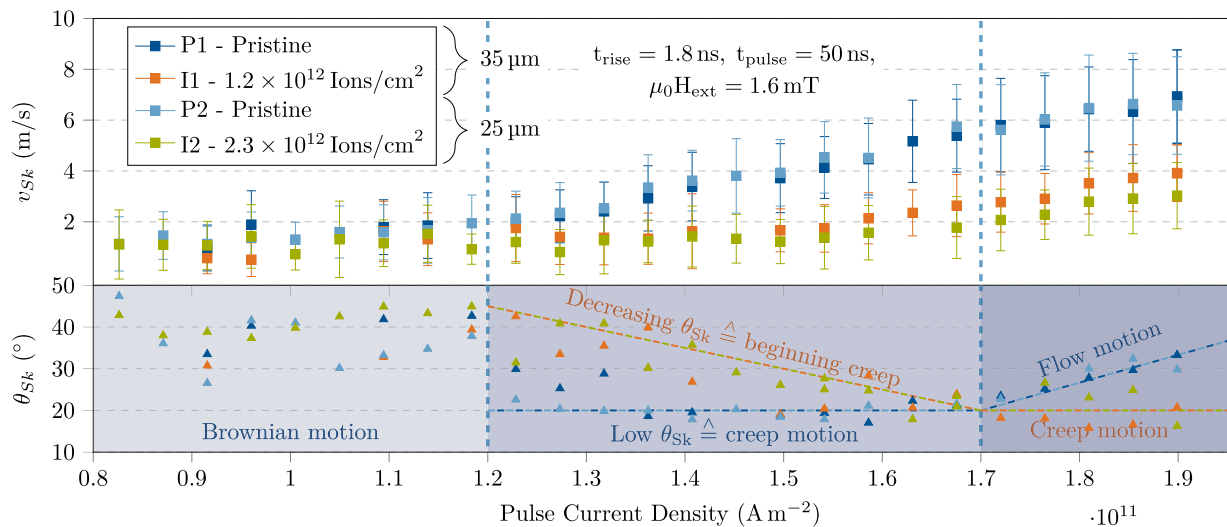 10
8
6
4
2
v_Sk (m/s)
P1 - Pristine
I1 - 1.2 × 10¹² Ions/cm²
P2 - Pristine
I2 - 2.3 × 10¹² Ions/cm²
35 µm
25 µm
t_rise = 1.8 ns, t_pulse = 50 ns,
µ₀H_ext = 1.6 mT
50
40
30
20
10
θ_Sk (°)
Decreasing θ_Sk ≙ beginning creep
Flow motion
Brownian motion
Low θ_Sk ≙ creep motion
Creep motion
0.8 0.9 1 1.1 1.2 1.3 1.4 1.5 1.6 1.7 1.8 1.9
Pulse Current Density (A m⁻²)
·10¹¹